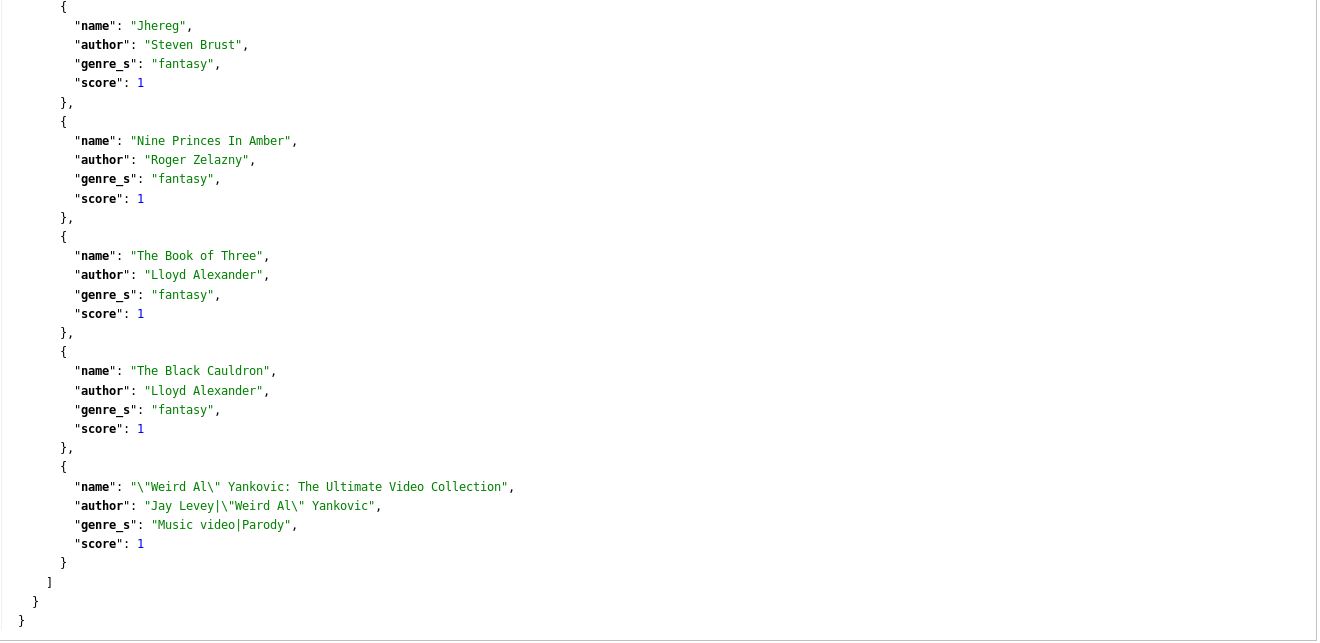 {
"name": "Jhereg",
"author": "Steven Brust",
"genre_s": "fantasy",
"score": 1
},
{
"name": "Nine Princes In Amber",
"author": "Roger Zelazny",
"genre_s": "fantasy",
"score": 1
},
{
"name": "The Book of Three",
"author": "Lloyd Alexander",
"genre_s": "fantasy",
"score": 1
},
{
"name": "The Black Cauldron",
"author": "Lloyd Alexander",
"genre_s": "fantasy",
"score": 1
},
{
"name": "\"Weird Al\" Yankovic: The Ultimate Video Collection",
"author": "Jay Levey|\"Weird Al\" Yankovic",
"genre_s": "Music video|Parody",
"score": 1
}
]
}
}